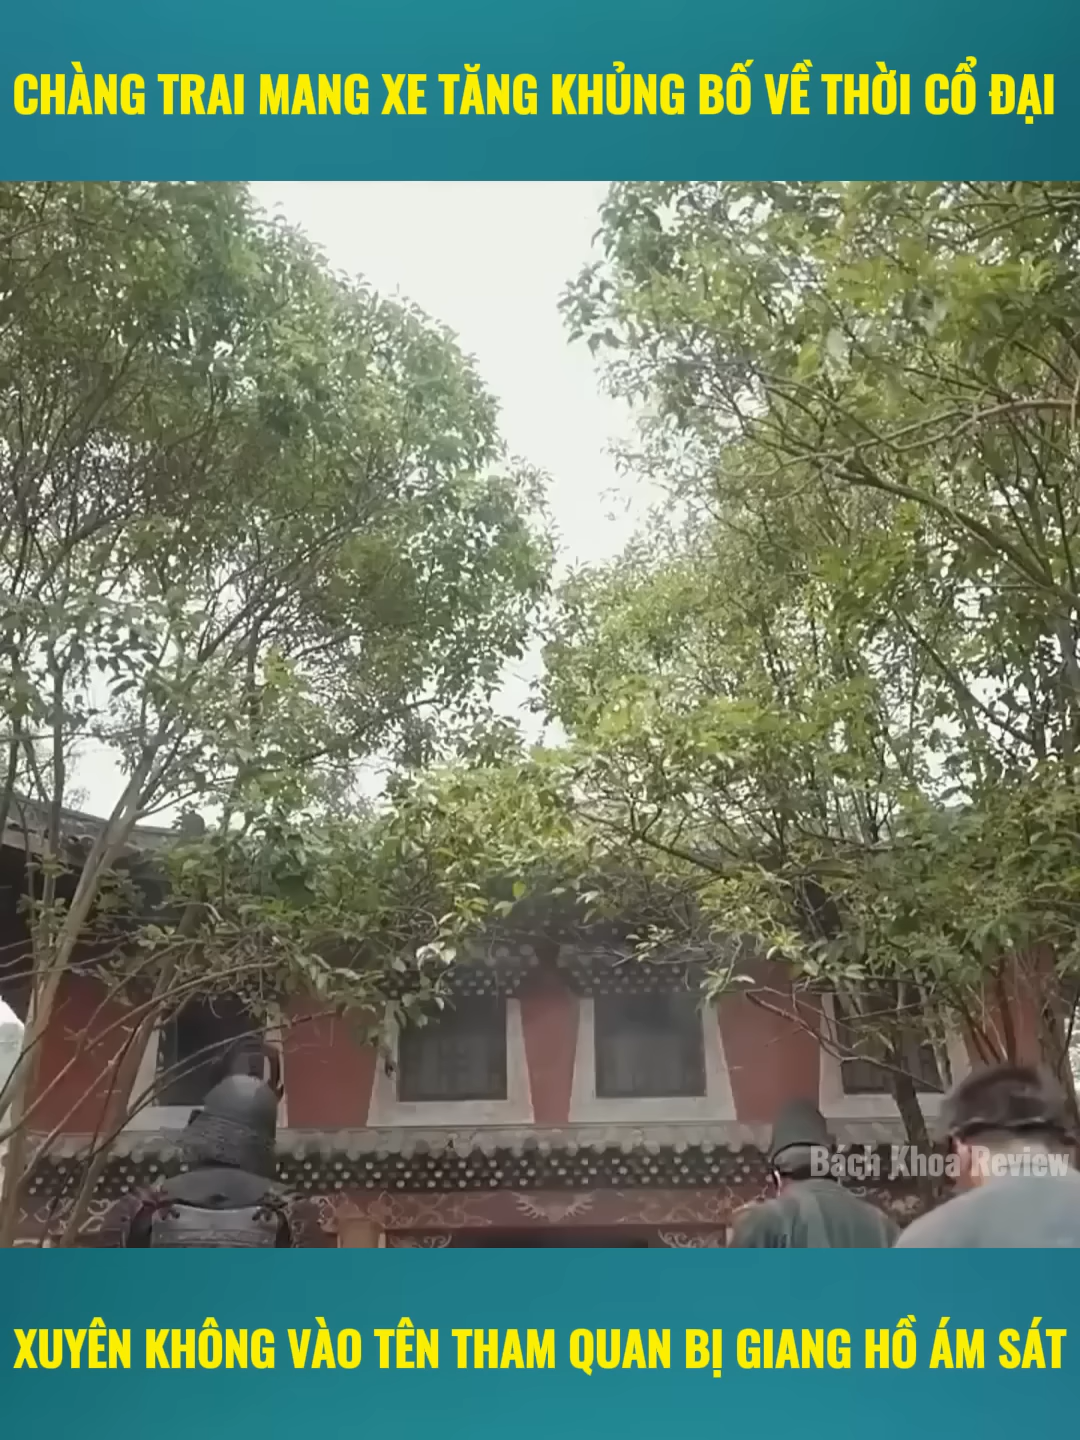 CHÀNG TRAI MANG XE TĂNG KHỦNG BỐ VỀ THỜI CỔ ĐẠI
Bách Khoa Review
XUYÊN KHÔNG VÀO TÊN THAM QUAN BỊ GIANG HỒ ÁM SÁT